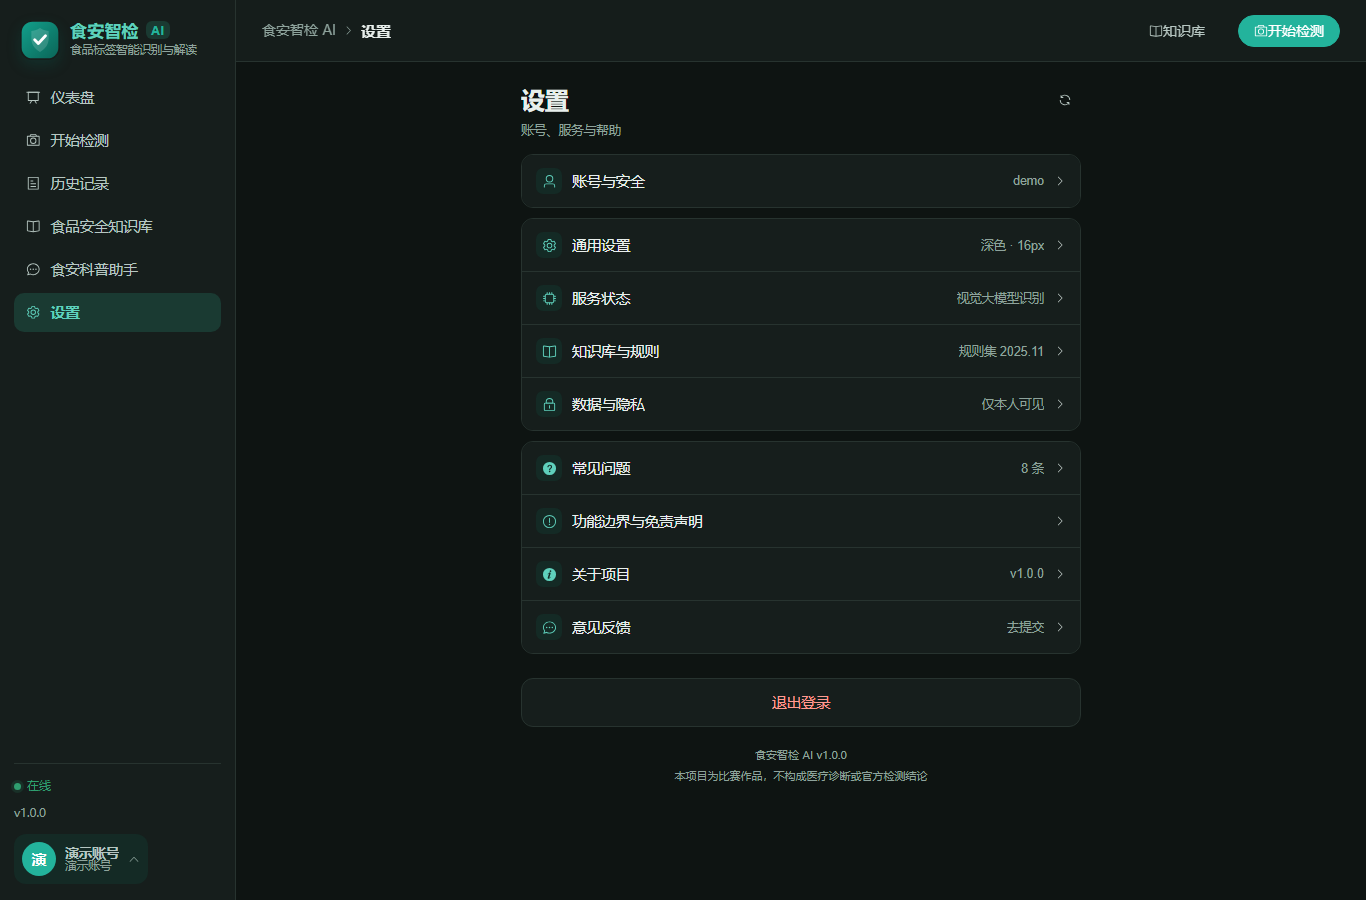 食安智检 AI
食品标签智能识别与解读
仪表盘
开始检测
历史记录
食品安全知识库
食安科普助手
设置
在线
v1.0.0
演
演示账号
演示账号
食安智检 AI > 设置
知识库
开始检测
设置
账号、服务与帮助
账号与安全 demo
通用设置 深色 · 16px
服务状态 视觉大模型识别
知识库与规则 规则集 2025.11
数据与隐私 仅本人可见
常见问题 8 条
功能边界与免责声明
关于项目 v1.0.0
意见反馈 去提交
退出登录
食安智检 AI v1.0.0
本项目为比赛作品，不构成医疗诊断或官方检测结论